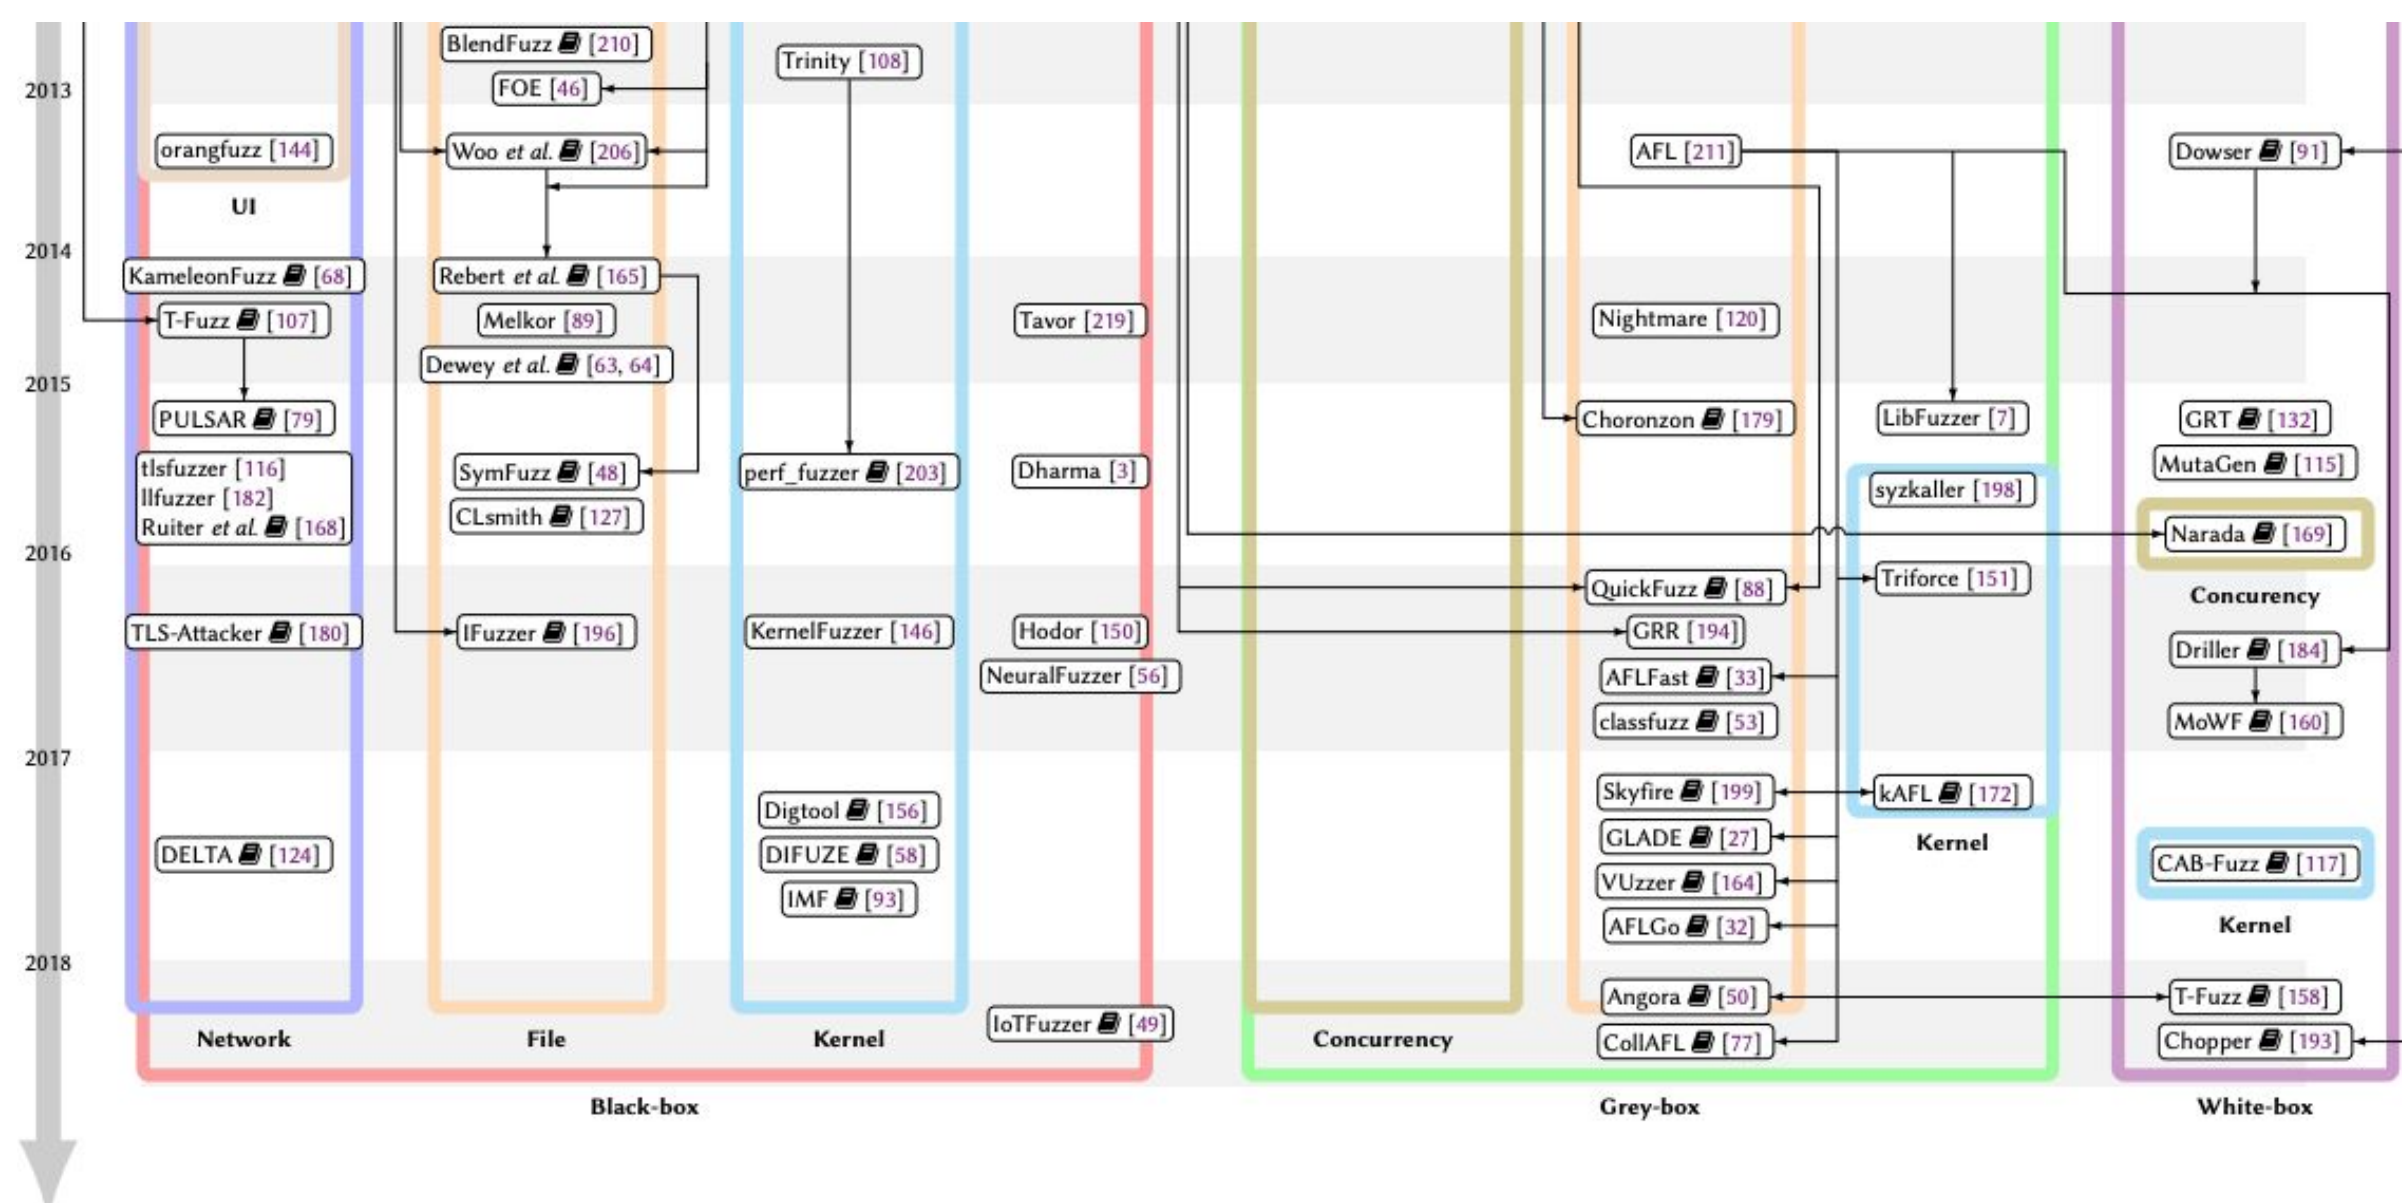 BlendFuzz [210]
Trinity [108]
FOE [46]
2013
orangfuzz [144]
Woo et al. [206]
AFL [211]
Dowser [91]
UI
2014
KameleonFuzz [68]
Rebert et al. [165]
T-Fuzz [107]
Melkor [89]
Tavor [219]
Nightmare [120]
Dewey et al. [63, 64]
2015
PULSAR [79]
Choronzon [179]
LibFuzzer [7]
GRT [132]
tlsfuzzer [116]
llfuzzer [182]
Ruiter et al. [168]
SymFuzz [48]
perf_fuzzer [203]
Dharma [3]
MutaGen [115]
syzkaller [198]
CLsmith [127]
Narada [169]
2016
QuickFuzz [88]
Triforce [151]
Concurency
TLS-Attacker [180]
IFuzzer [196]
KernelFuzzer [146]
Hodor [150]
GRR [194]
Driller [184]
NeuralFuzzer [56]
AFLFast [33]
classfuzz [53]
MoWF [160]
2017
Skyfire [199]
kAFL [172]
Digtool [156]
GLADE [27]
Kernel
DELTA [124]
DIFUZE [58]
CAB-Fuzz [117]
VUzzer [164]
IMF [93]
AFLGo [32]
Kernel
2018
Angora [50]
T-Fuzz [158]
IoTFuzzer [49]
Network
File
Kernel
Concurrency
CollAFL [77]
Chopper [193]
Black-box
Grey-box
White-box